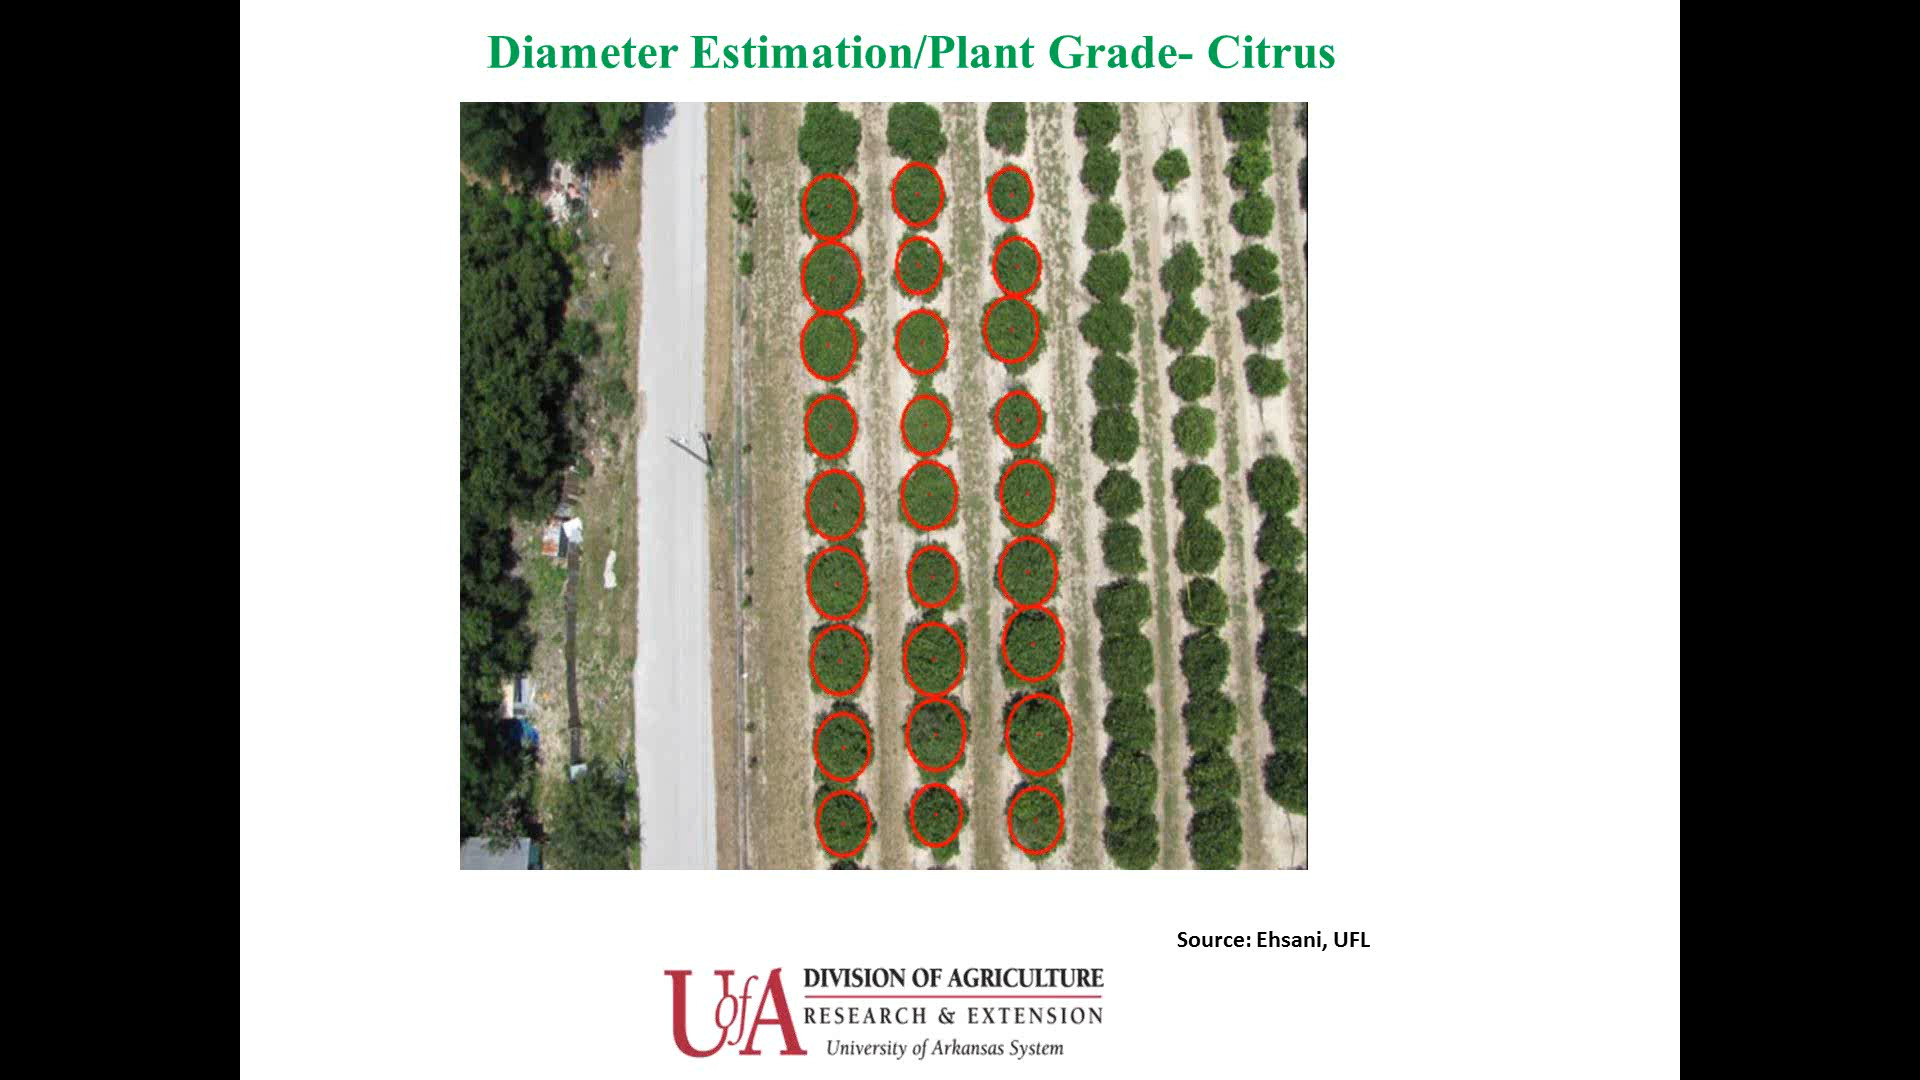 Diameter Estimation/Plant Grade- Citrus
Source: Ehsani, UFL
UofA
DIVISION OF AGRICULTURE
RESEARCH & EXTENSION
University of Arkansas System